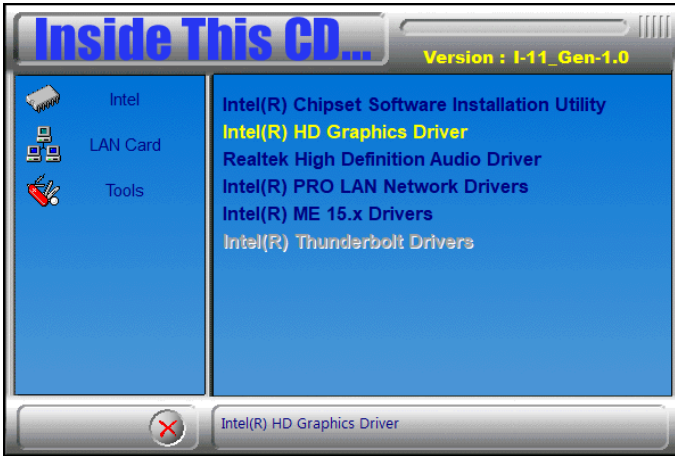 Inside This CD...
Version : I-11_Gen-1.0
Intel
LAN Card
Tools
Intel(R) Chipset Software Installation Utility
Intel(R) HD Graphics Driver
Realtek High Definition Audio Driver
Intel(R) PRO LAN Network Drivers
Intel(R) ME 15.x Drivers
Intel(R) Thunderbolt Drivers
Intel(R) HD Graphics Driver